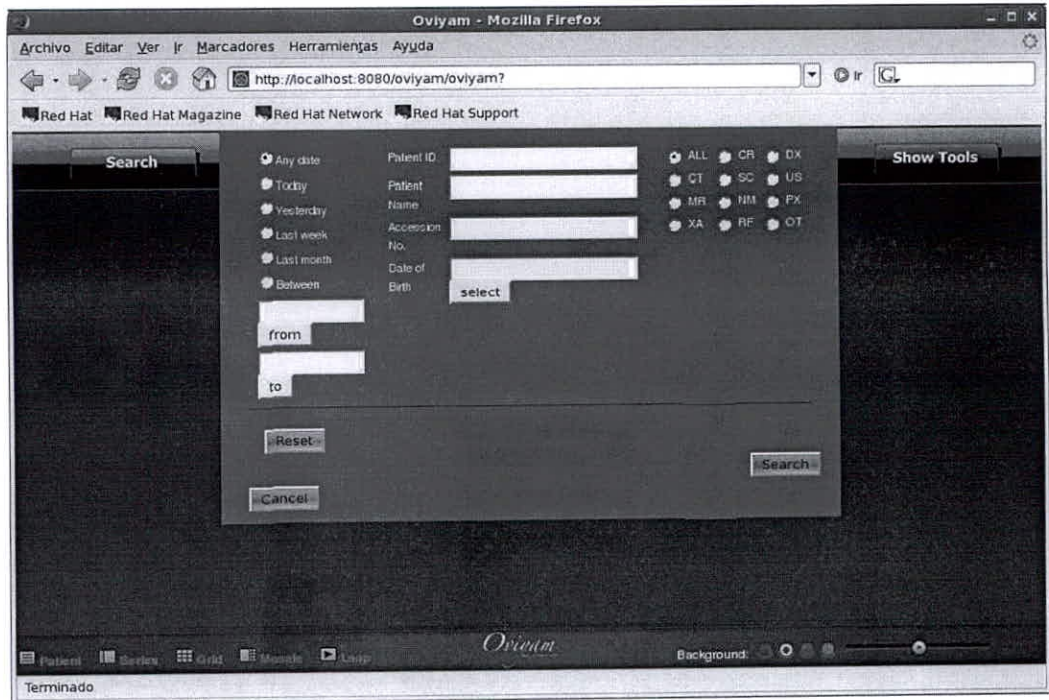 Oviyam - Mozilla Firefox
Archivo Editar Ver Ir Marcadores Herramientas Ayuda
http://localhost:8080/oviyam/oviyam?
Ir
G
Red Hat Red Hat Magazine Red Hat Network Red Hat Support
Search
Show Tools
Any date
Today
Yesterday
Last week
Last month
Between
from
to
Patient ID
Patient Name
Accession No.
Date of Birth
select
ALL CR DX
CT SC US
MR NM PX
XA RF OT
Reset
Search
Cancel
Patient Series Grid Mosaic Loop
Oviyam
Background:
Terminado